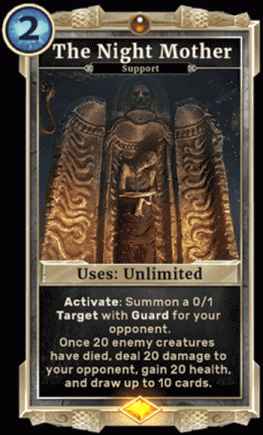 2
The Night Mother
Support
Uses: Unlimited
Activate: Summon a 0/1
Target with Guard for your
opponent.
Once 20 enemy creatures
have died, deal 20 damage to
your opponent, gain 20 health,
and draw up to 10 cards.